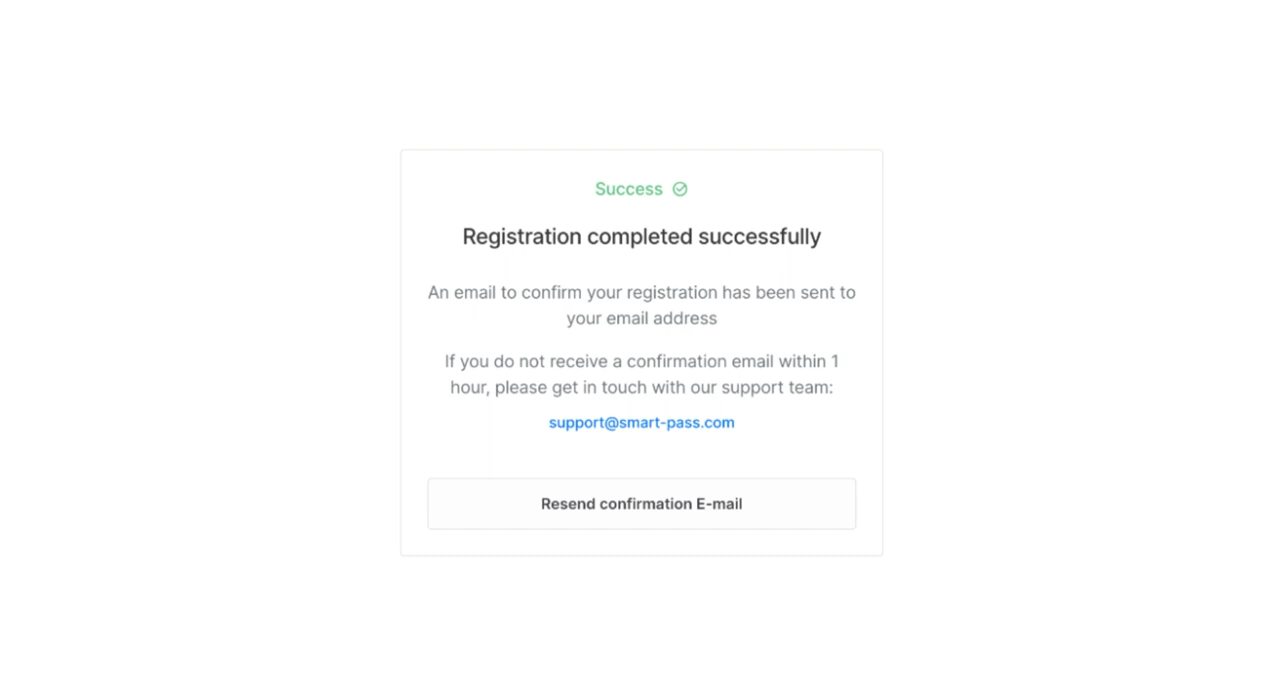 Success
Registration completed successfully
An email to confirm your registration has been sent to
your email address
If you do not receive a confirmation email within 1
hour, please get in touch with our support team:
support@smart-pass.com
Resend confirmation E-mail